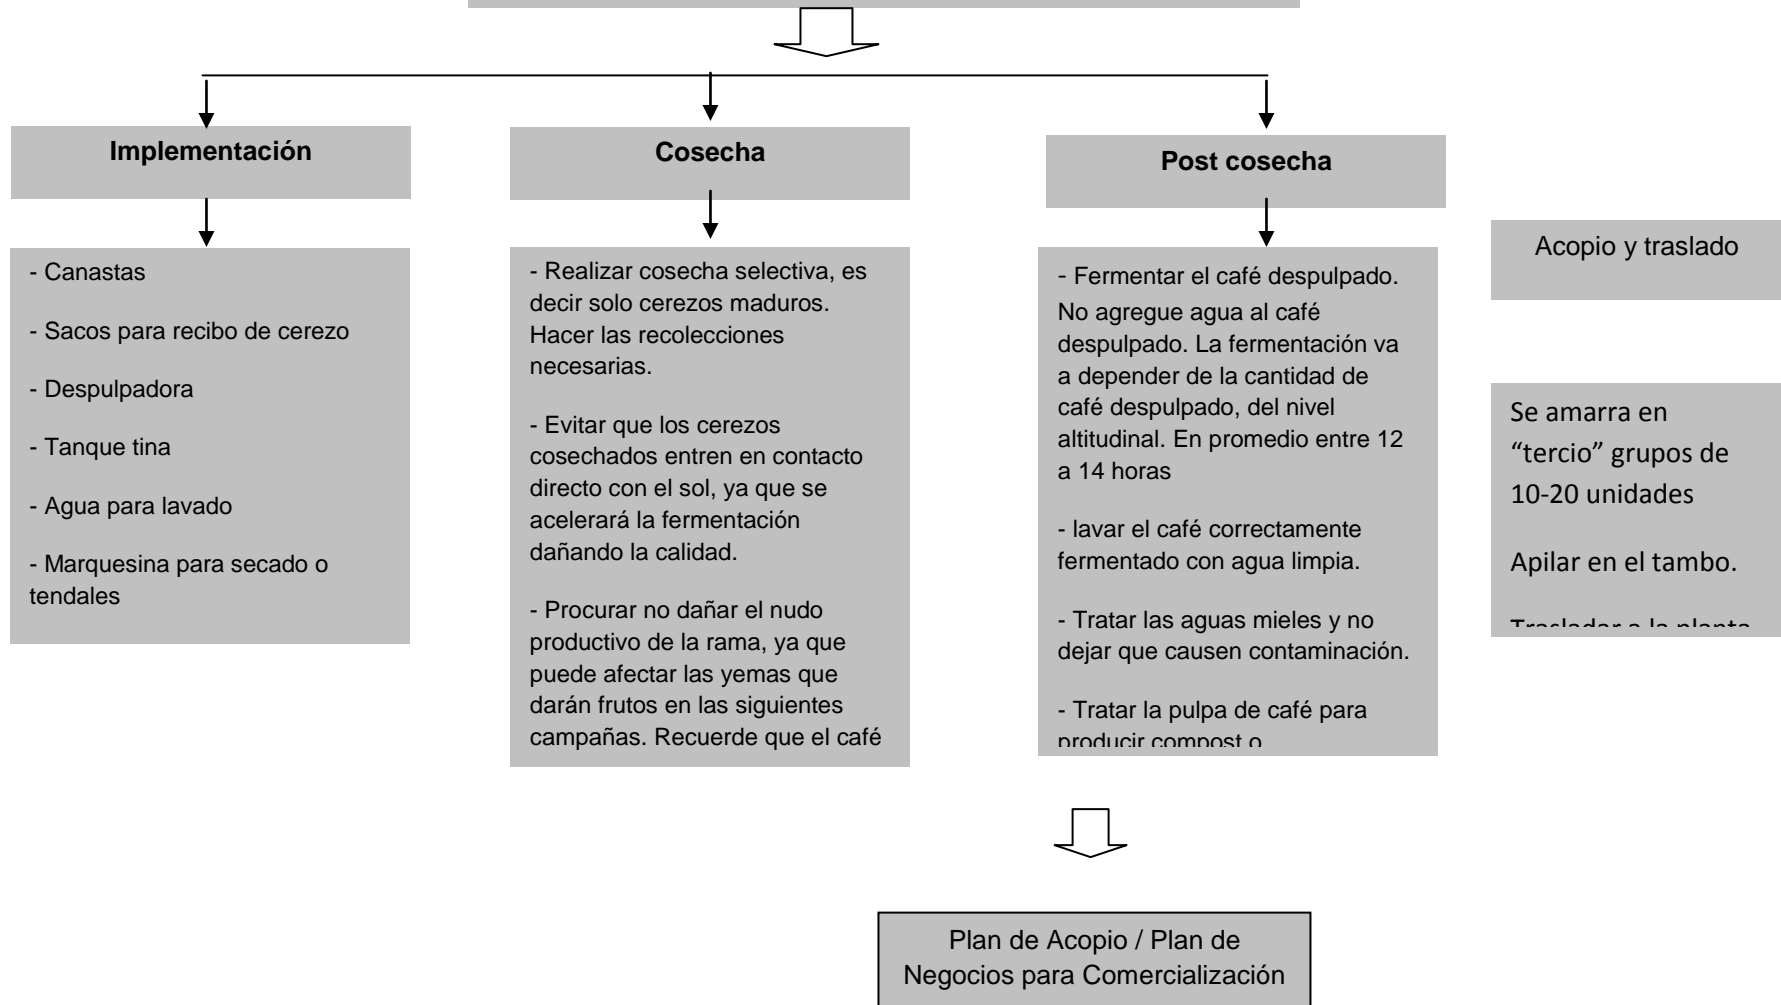 Implementación
- Canastas
- Sacos para recibo de cerezo
- Despulpadora
- Tanque tina
- Agua para lavado
- Marquesina para secado o
tendales
Cosecha
- Realizar cosecha selectiva, es
decir solo cerezos maduros.
Hacer las recolecciones
necesarias.
- Evitar que los cerezos
cosechados entren en contacto
directo con el sol, ya que se
acelerará la fermentación
dañando la calidad.
- Procurar no dañar el nudo
productivo de la rama, ya que
puede afectar las yemas que
darán frutos en las siguientes
campañas. Recuerde que el café
Post cosecha
- Fermentar el café despulpado.
No agregue agua al café
despulpado. La fermentación va
a depender de la cantidad de
café despulpado, del nivel
altitudinal. En promedio entre 12
a 14 horas
- lavar el café correctamente
fermentado con agua limpia.
- Tratar las aguas mieles y no
dejar que causen contaminación.
- Tratar la pulpa de café para
producir compost o
Acopio y traslado
Se amarra en
“tercio” grupos de
10-20 unidades
Apilar en el tambo.
Trasladar a la planta
Plan de Acopio / Plan de
Negocios para Comercialización